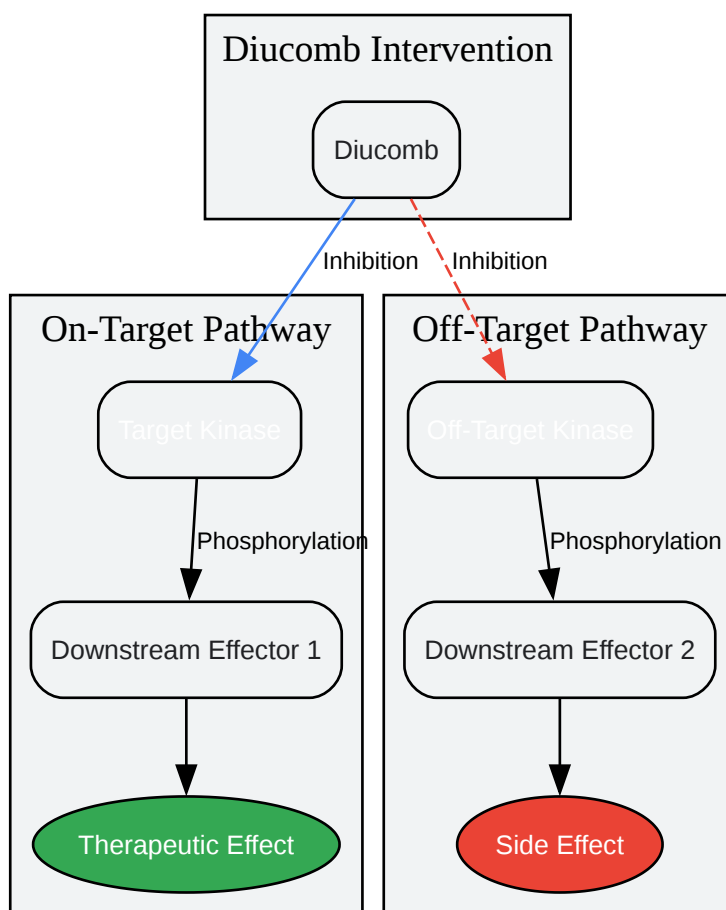 Diucomb Intervention
Diucomb
Inhibition
Inhibition
On-Target Pathway
Off-Target Pathway
Target Kinase
Off-Target Kinase
Phosphorylation
Phosphorylation
Downstream Effector 1
Downstream Effector 2
Therapeutic Effect
Side Effect